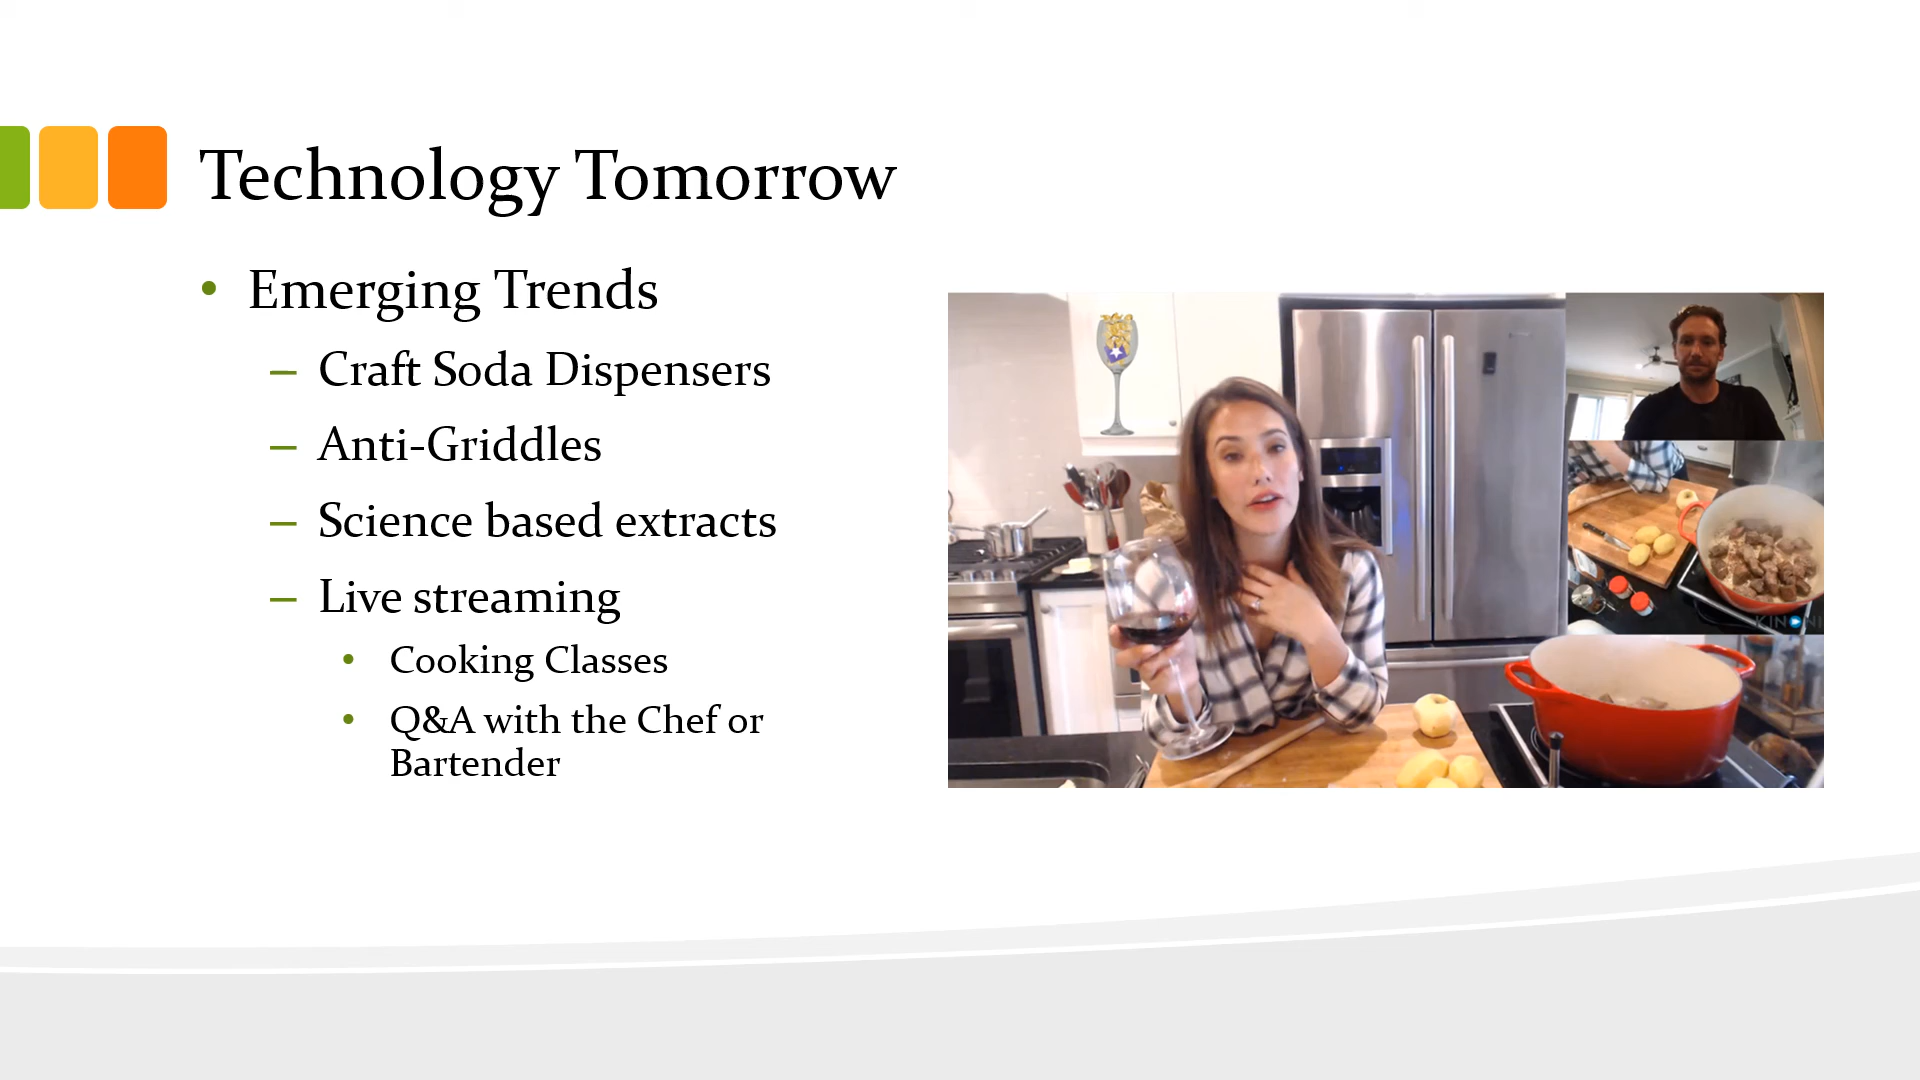 Technology Tomorrow
• Emerging Trends
– Craft Soda Dispensers
– Anti-Griddles
– Science based extracts
– Live streaming
• Cooking Classes
• Q&A with the Chef or
Bartender
KINONI